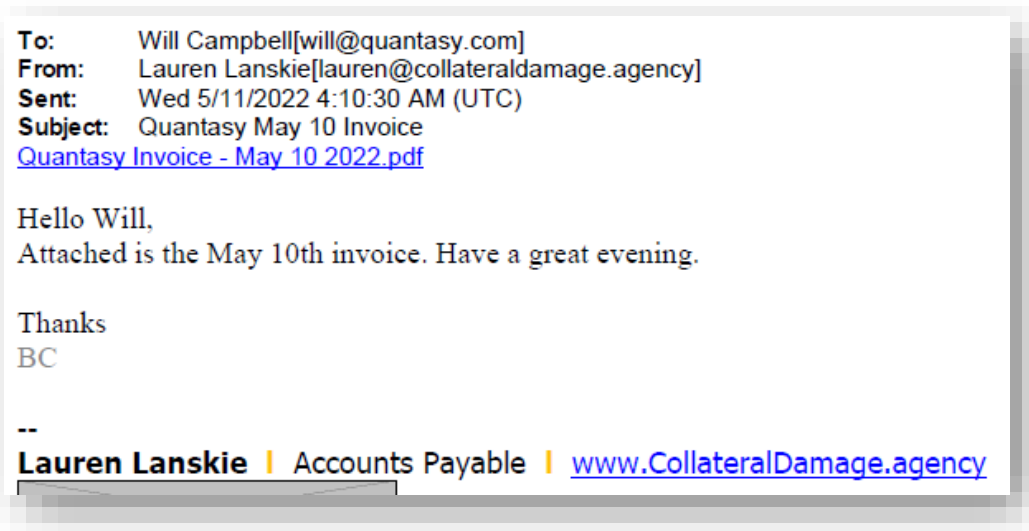 To: Will Campbell[will@quantasy.com]
From: Lauren Lanskie[lauren@collateraldamage.agency]
Sent: Wed 5/11/2022 4:10:30 AM (UTC)
Subject: Quantasy May 10 Invoice
Quantasy Invoice - May 10 2022.pdf
Hello Will,
Attached is the May 10th invoice. Have a great evening.
Thanks
BC
--
Lauren Lanskie | Accounts Payable | www.CollateralDamage.agency